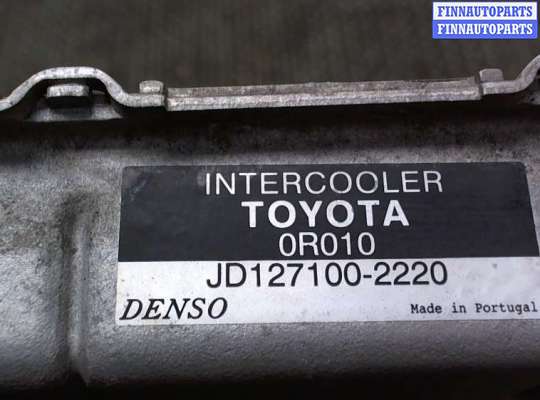 FINNAUTOPARTS
FINNAUTOPARTS
INTERCOOLER
TOYOTA
0R010
JD127100-2220
DENSO
Made in Portugal